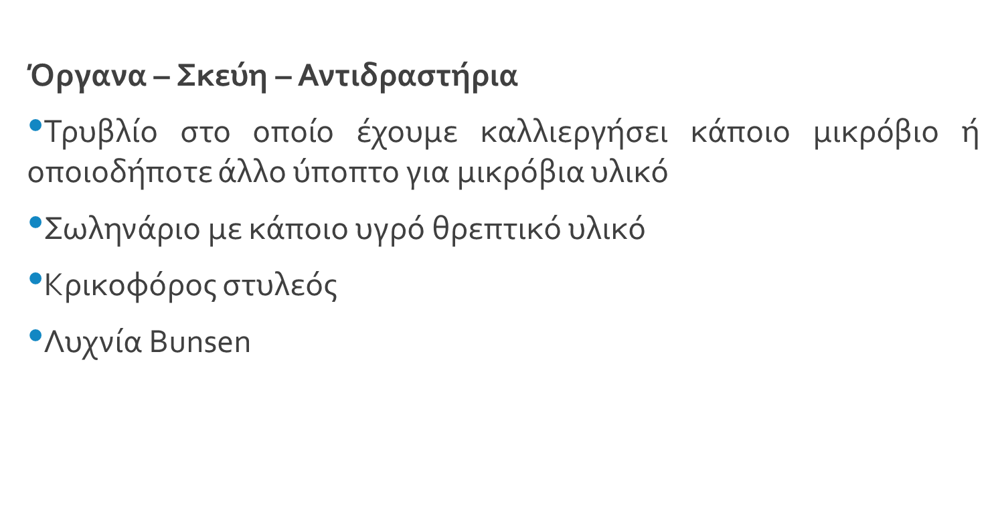 Όργανα – Σκεύη – Αντιδραστήρια
•Τρυβλίο στο οποίο έχουμε καλλιεργήσει κάποιο μικρόβιο ή
οποιοδήποτε άλλο ύποπτο για μικρόβια υλικό
•Σωληνάριο με κάποιο υγρό θρεπτικό υλικό
•Κρικοφόρος στυλεός
•Λυχνία Bunsen